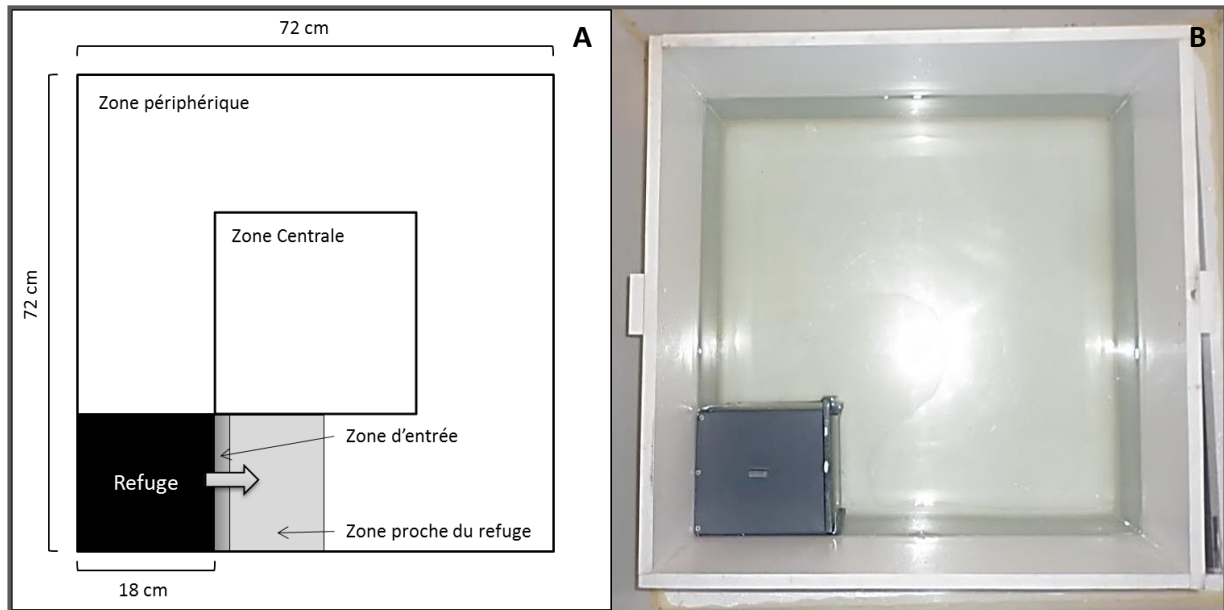 72 cm
A
B
Zone périphérique
72 cm
Zone Centrale
Zone d'entrée
Refuge
Zone proche du refuge
18 cm